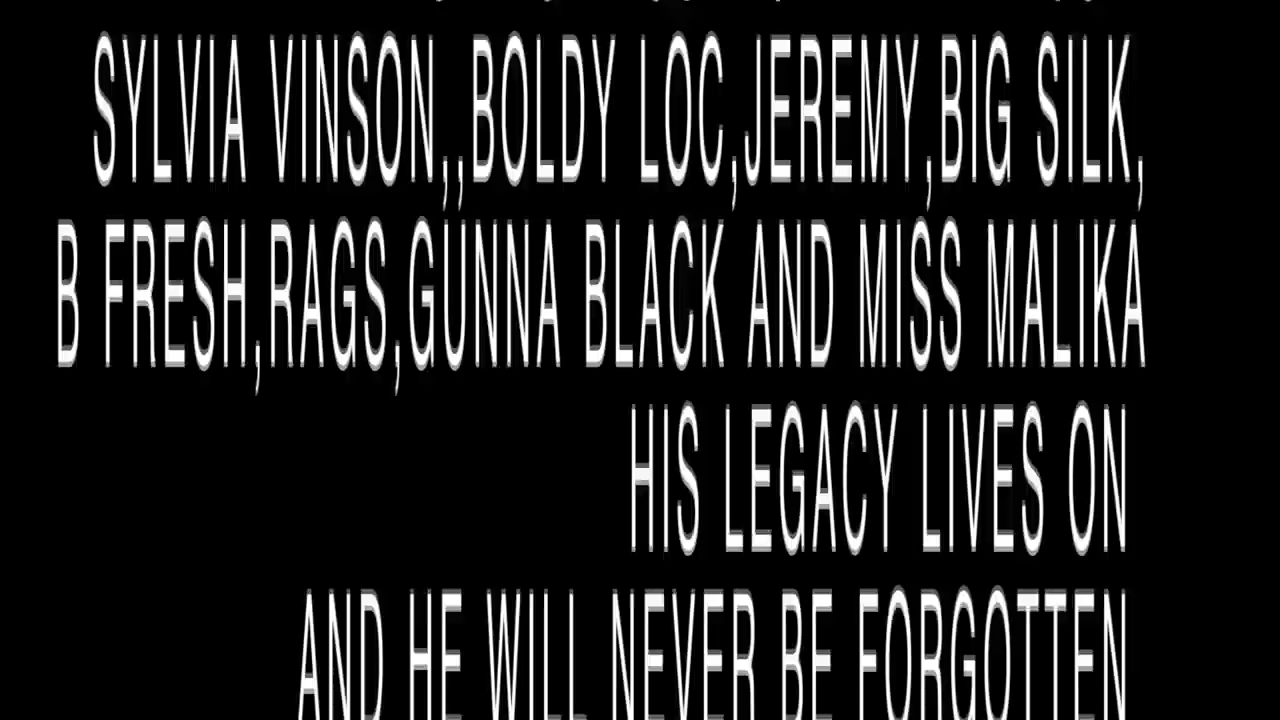 SYLVIA VINSON,,BOLDY LOC,JEREMY,BIG SILK,
B FRESH,RAGS,GUNNA BLACK AND MISS MALIKA
HIS LEGACY LIVES ON
AND HE WILL NEVER BE FORGOTTEN